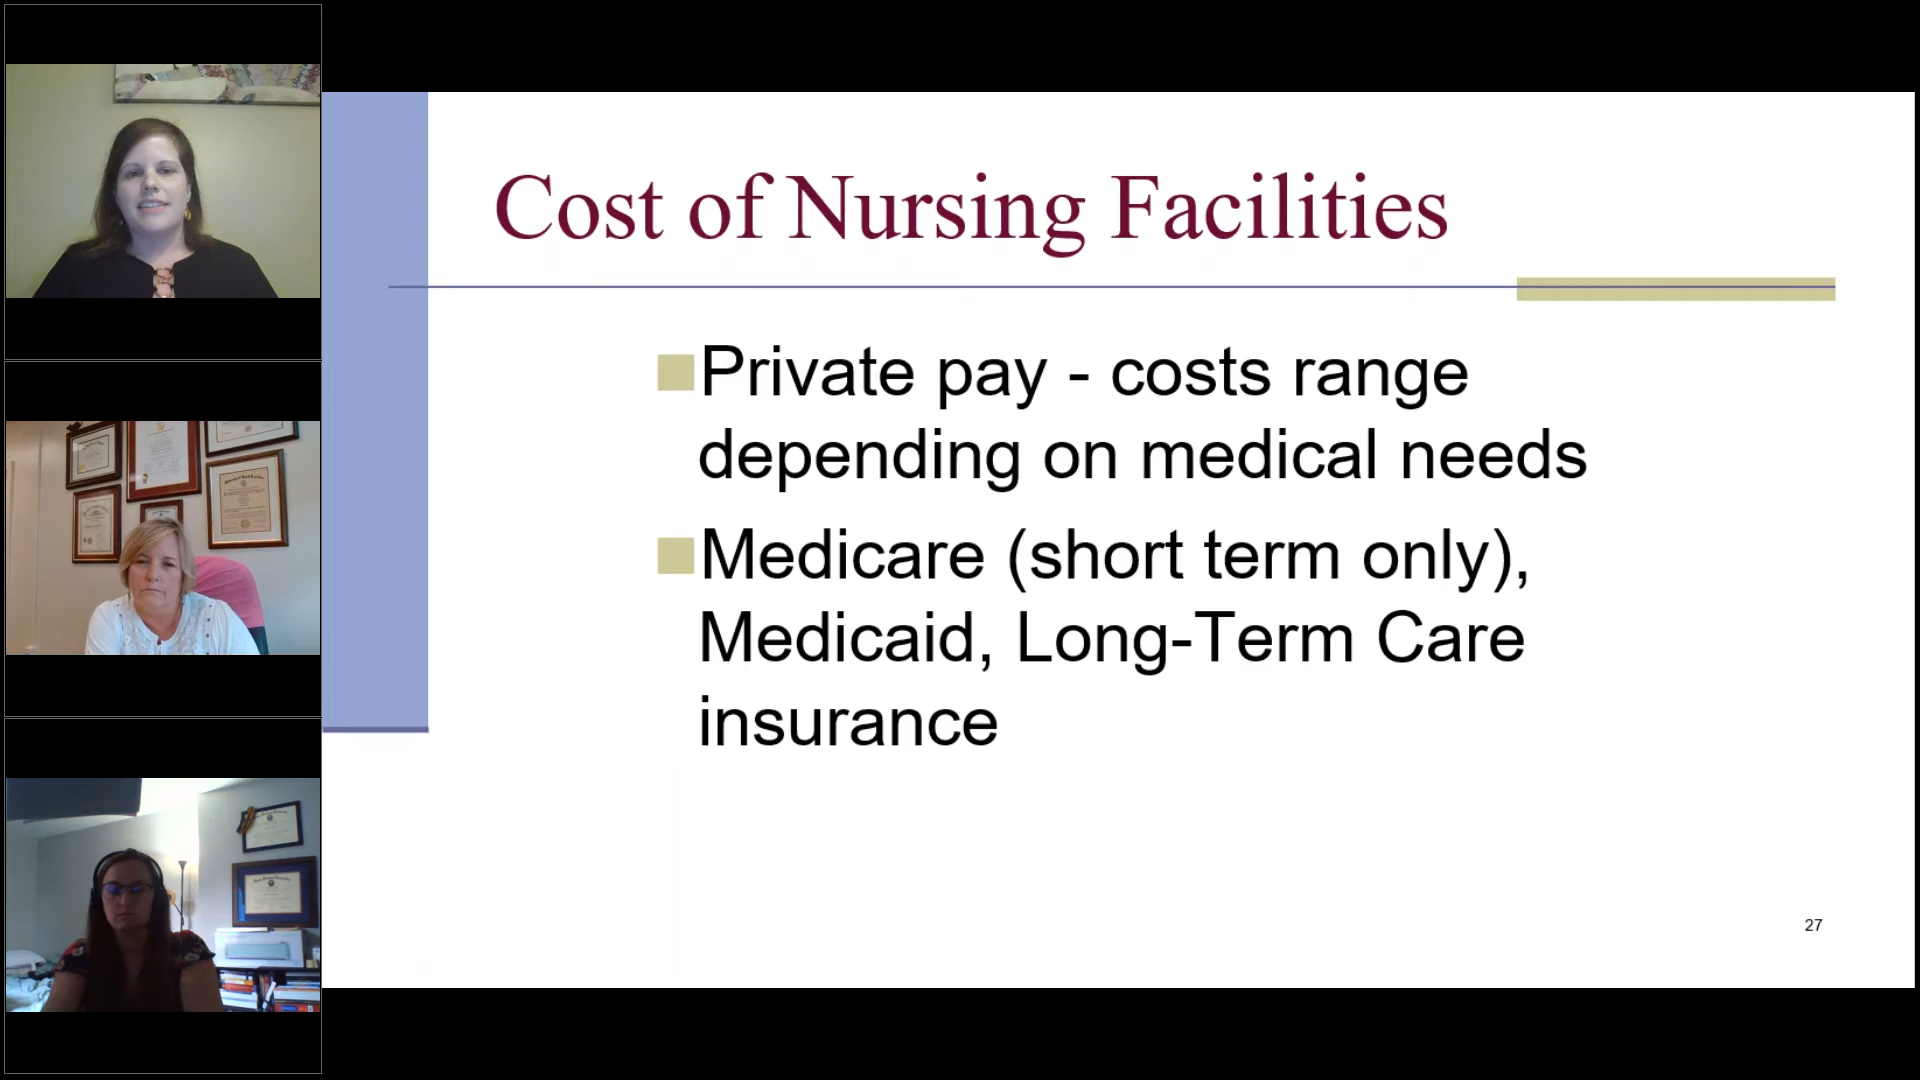 Cost of Nursing Facilities
Private pay - costs range
depending on medical needs
Medicare (short term only),
Medicaid, Long-Term Care
insurance
27